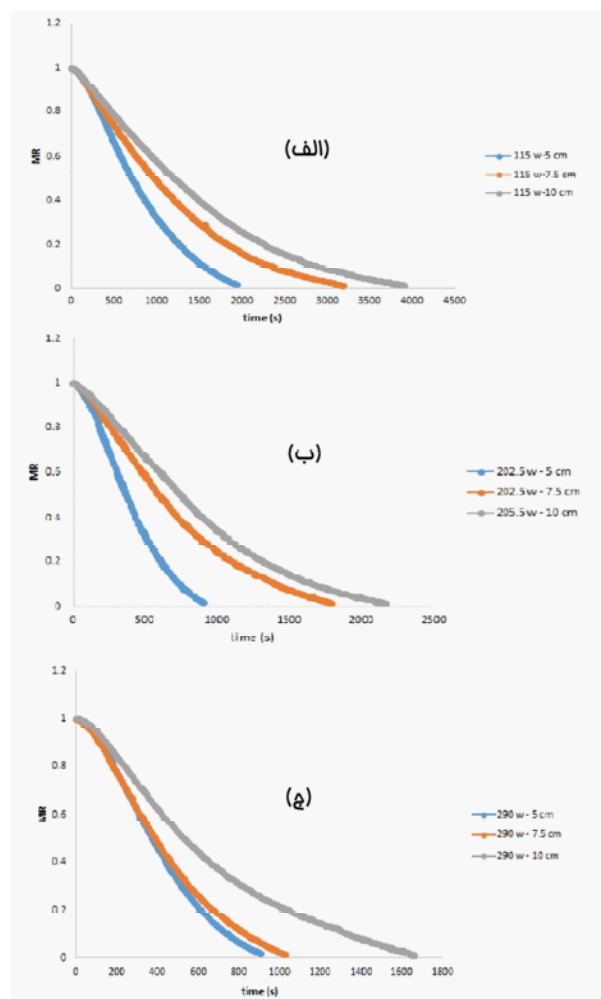 1.2
1
0.8
0.6
0.4
0.2
0
MR
(الف)
115 w-5 cm
115 w-7.5 cm
115 w-10 cm
0 500 1000 1500 2000 2500 3000 3500 4000 4500
time (s)
1.2
1
0.8
0.6
0.4
0.2
0
MR
(ب)
202.5 w - 5 cm
202.5 w - 7.5 cm
205.5 w - 10 cm
0 500 1000 1500 2000 2500
time (s)
1.2
1
0.8
0.6
0.4
0.2
0
MR
(ج)
290 w - 5 cm
290 w - 7.5 cm
290 w - 10 cm
0 200 400 600 800 1000 1200 1400 1600 1800
time (s)